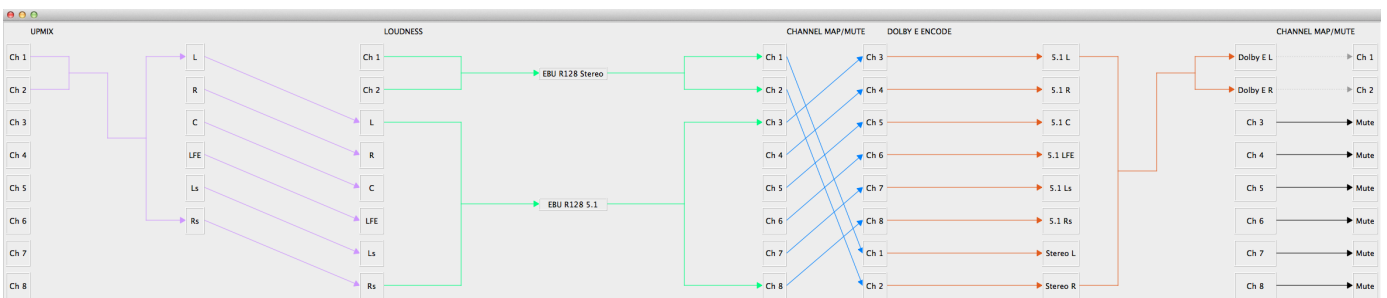 UPMIX LOUDNESS CHANNEL MAP/MUTE DOLBY E ENCODE CHANNEL MAP/MUTE
Ch 1 L Ch 1 Ch 1 Ch 3 5.1 L Dolby E L Ch 1
EBU R128 Stereo
Ch 2 R Ch 2 Ch 2 Ch 4 5.1 R Dolby E R Ch 2
Ch 3 C L Ch 3 Ch 5 5.1 C Ch 3 Mute
Ch 4 LFE R Ch 4 Ch 6 5.1 LFE Ch 4 Mute
Ch 5 Ls C Ch 5 Ch 7 5.1 Ls Ch 5 Mute
EBU R128 5.1
Ch 6 Rs LFE Ch 6 Ch 8 5.1 Rs Ch 6 Mute
Ch 7 Ls Ch 7 Ch 1 Stereo L Ch 7 Mute
Ch 8 Rs Ch 8 Ch 2 Stereo R Ch 8 Mute